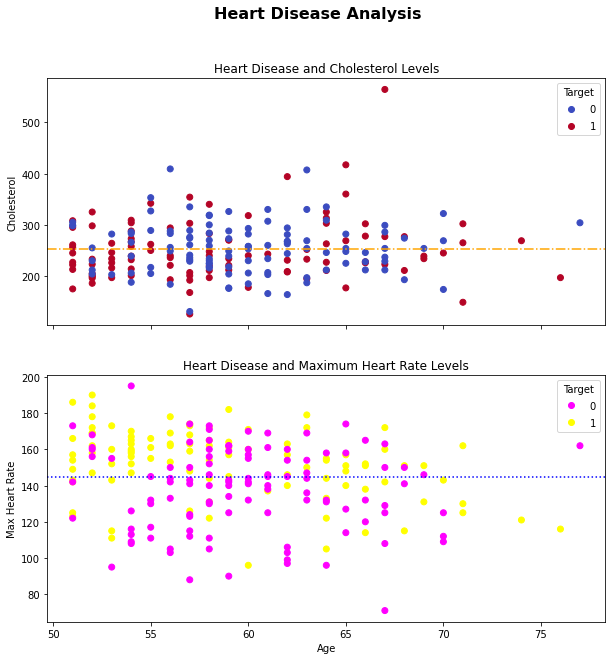 Heart Disease Analysis
Heart Disease and Cholesterol Levels
Target
0
1
Cholesterol
500
400
300
200
Heart Disease and Maximum Heart Rate Levels
Target
0
1
Max Heart Rate
200
180
160
140
120
100
80
50 55 60 65 70 75
Age